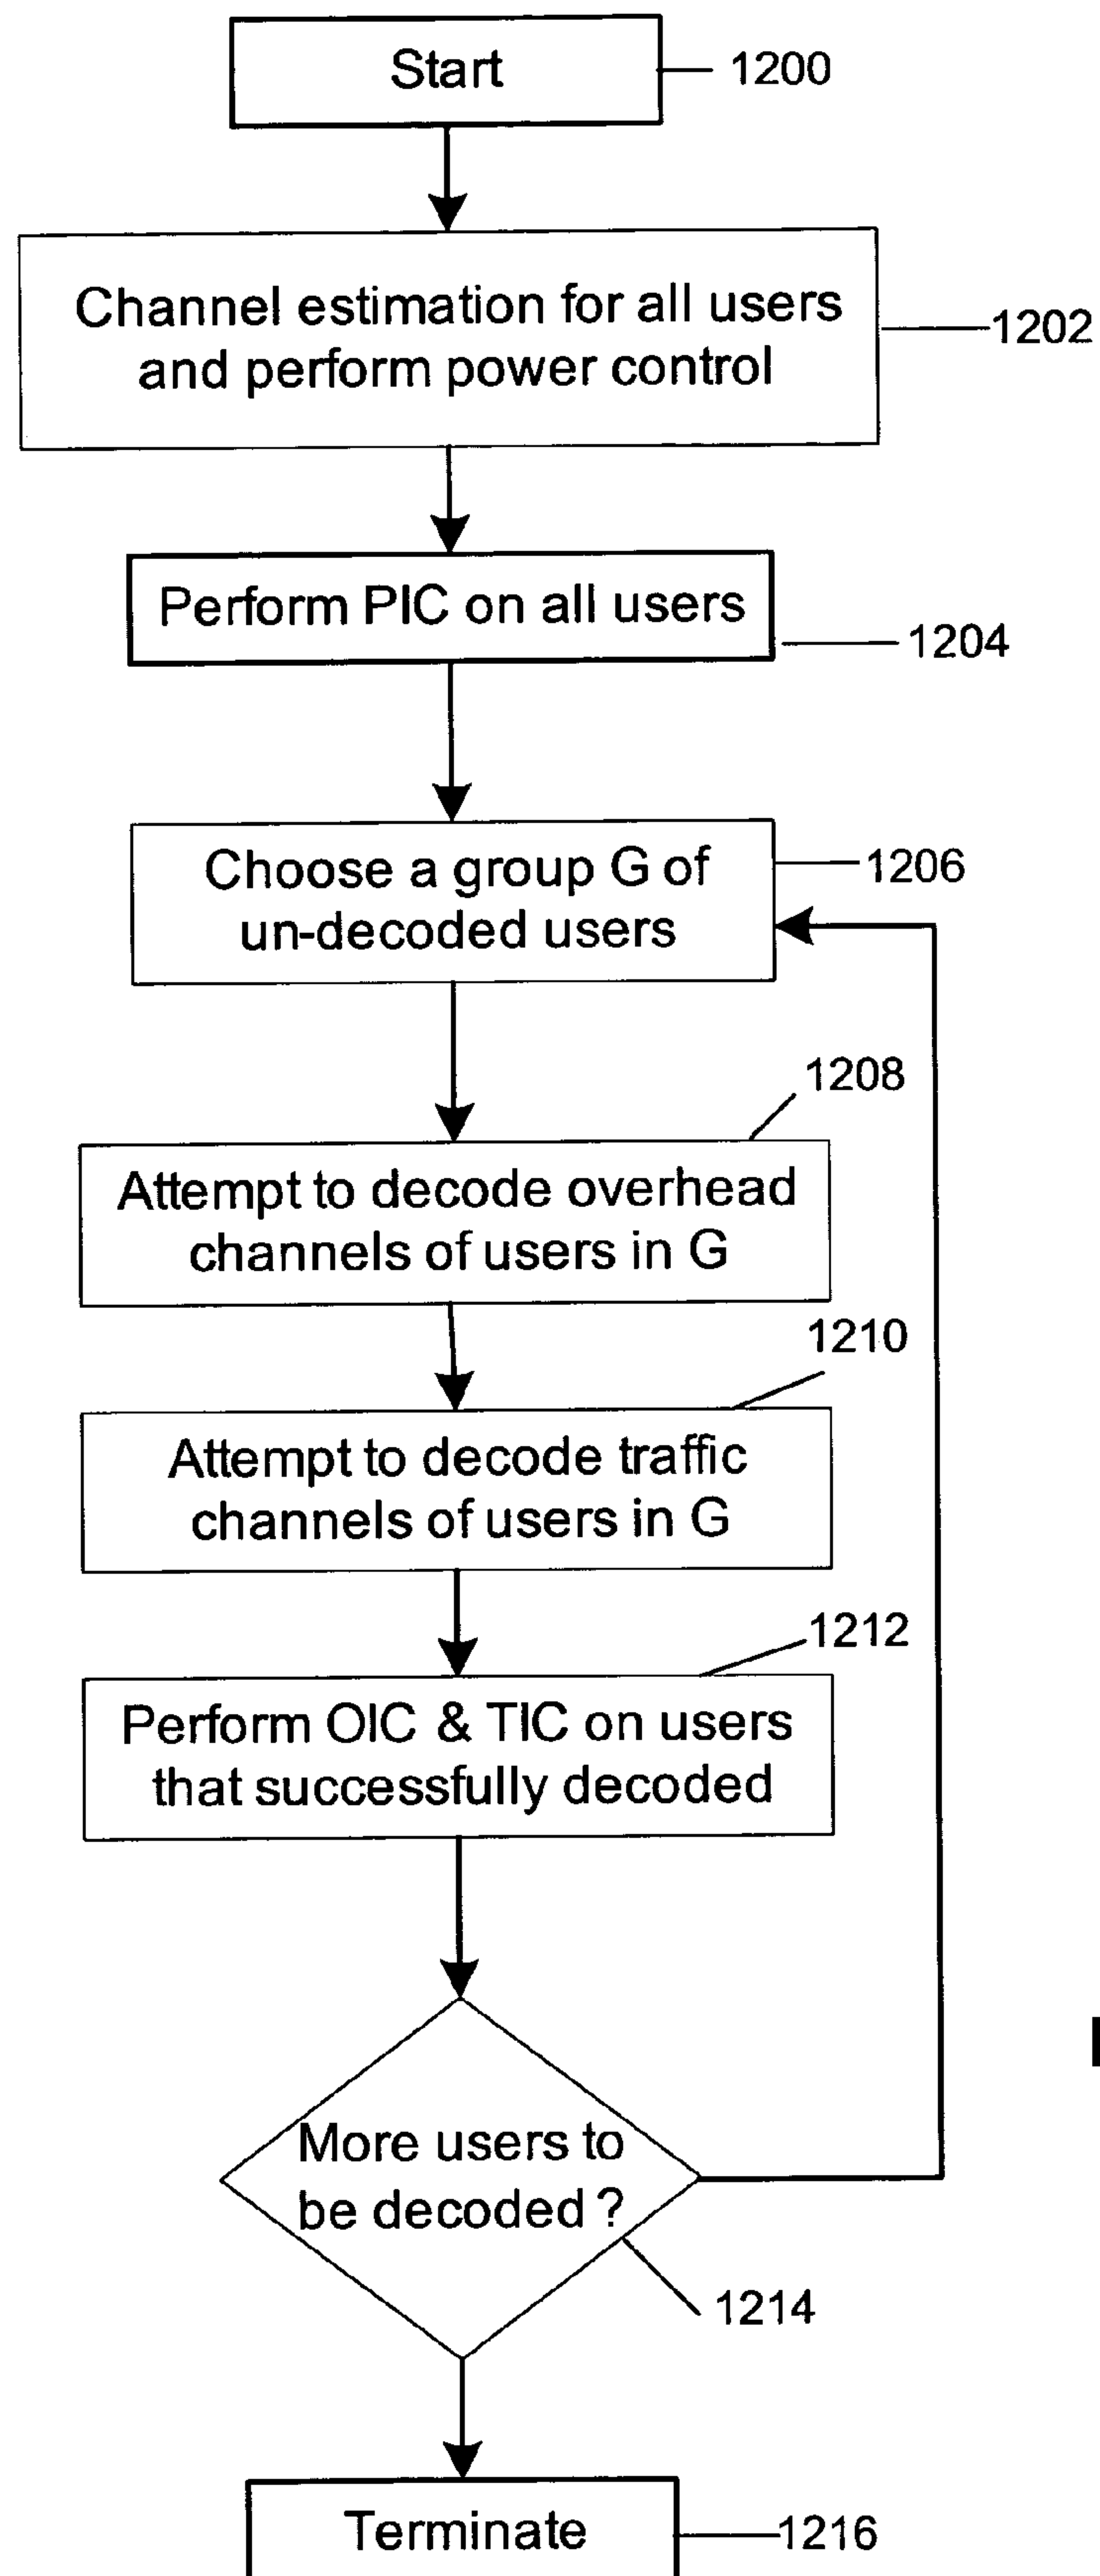 Start
1200
Channel estimation for all users
and perform power control
1202
Perform PIC on all users
1204
Choose a group G of
un-decoded users
1206
1208
Attempt to decode overhead
channels of users in G
1210
Attempt to decode traffic
channels of users in G
1212
Perform OIC & TIC on users
that successfully decoded
More users to
be decoded ?
1214
Terminate
1216